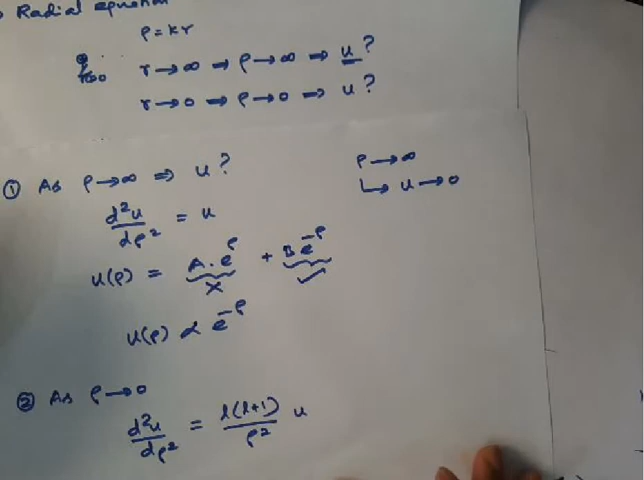 Radial equation
ρ = kr
r → ∞ ⇒ ρ → ∞ ⇒ u?
r → 0 ⇒ ρ → 0 ⇒ u?
① As ρ → ∞ ⇒ u?
ρ → ∞
↳ u → 0
d²u/dρ² = u
u(ρ) = A.e^ρ + B e^-ρ
x ✓
u(ρ) α e^-ρ
② As ρ → 0
d²u/dρ² = l(l+1)/ρ² u